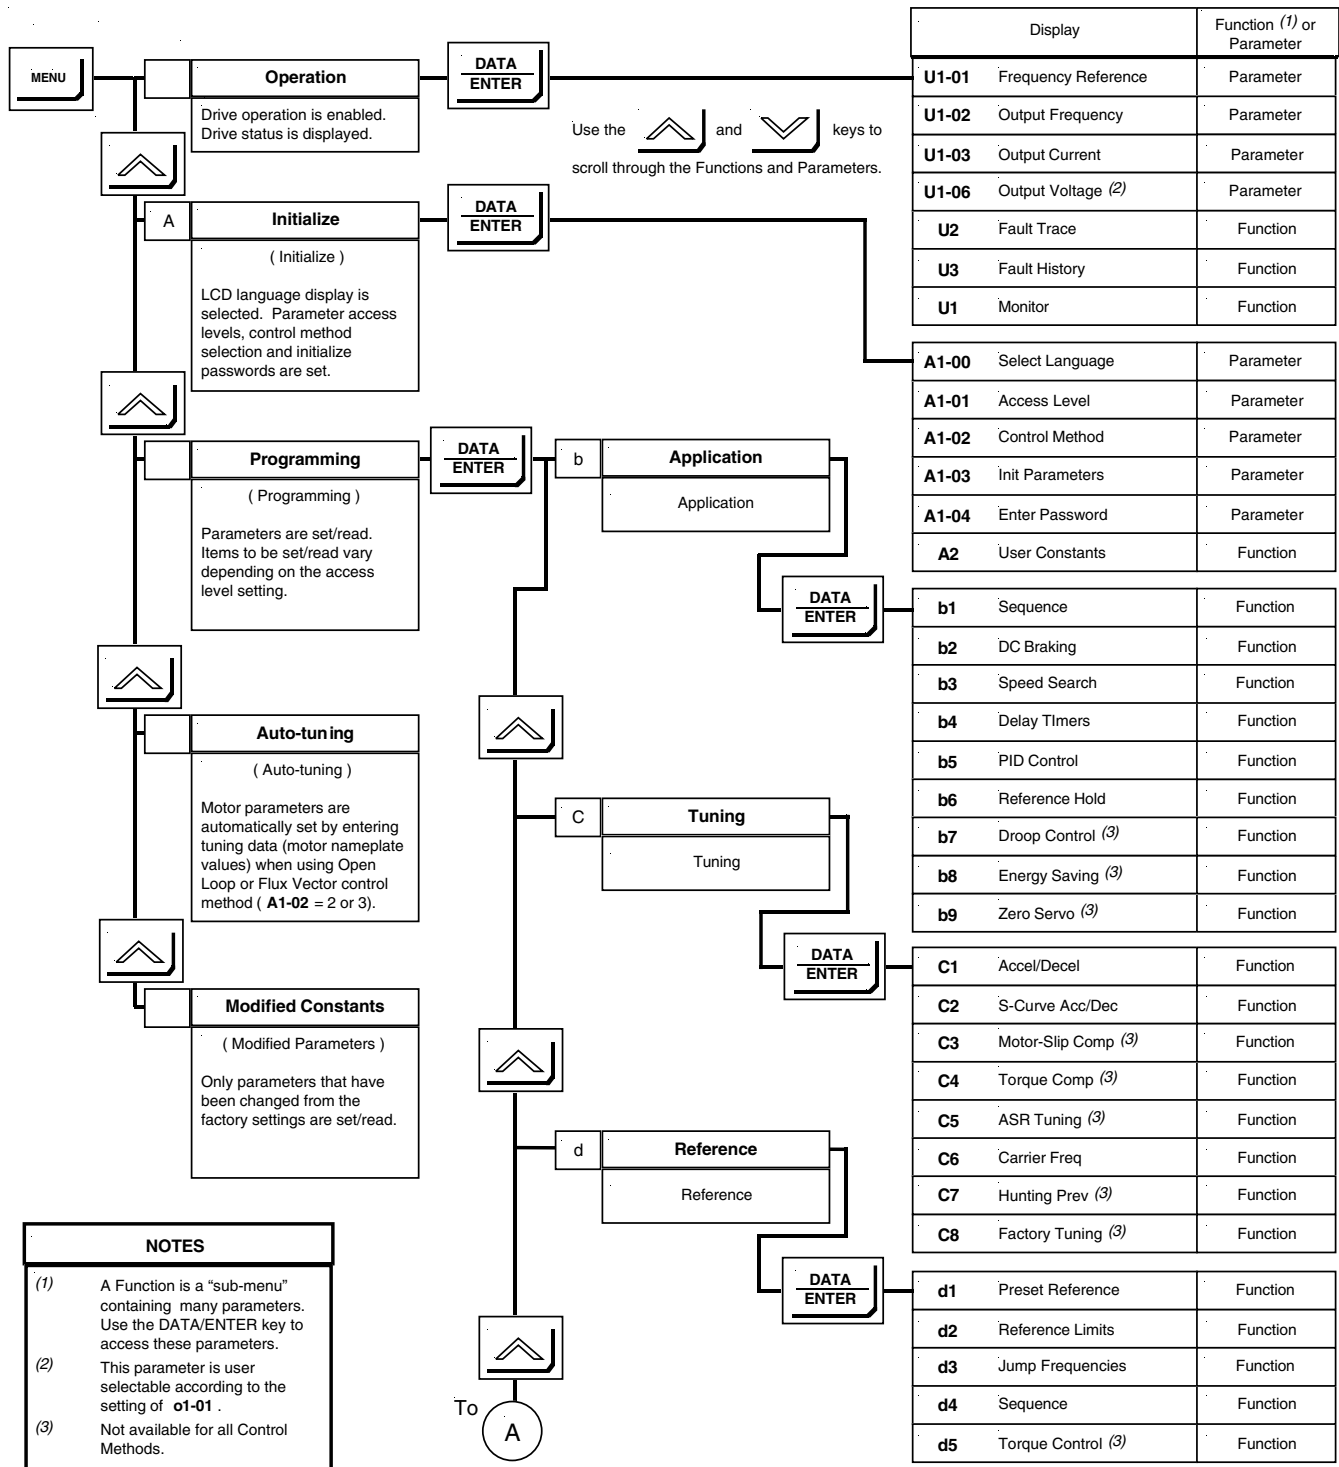 MENU
Operation
Drive operation is enabled.
Drive status is displayed.
DATA
ENTER
Use the and keys to
scroll through the Functions and Parameters.
A Initialize
( Initialize )
LCD language display is
selected. Parameter access
levels, control method
selection and initialize
passwords are set.
DATA
ENTER
Programming
( Programming )
Parameters are set/read.
Items to be set/read vary
depending on the access
level setting.
DATA
ENTER
Auto-tuning
( Auto-tuning )
Motor parameters are
automatically set by entering
tuning data (motor nameplate
values) when using Open
Loop or Flux Vector control
method ( A1-02 = 2 or 3).
Modified Constants
( Modified Parameters )
Only parameters that have
been changed from the
factory settings are set/read.
b Application
Application
DATA
ENTER
C Tuning
Tuning
DATA
ENTER
d Reference
Reference
DATA
ENTER
To
A
Display Function (1) or
Parameter
U1-01 Frequency Reference Parameter
U1-02 Output Frequency Parameter
U1-03 Output Current Parameter
U1-06 Output Voltage (2) Parameter
U2 Fault Trace Function
U3 Fault History Function
U1 Monitor Function
A1-00 Select Language Parameter
A1-01 Access Level Parameter
A1-02 Control Method Parameter
A1-03 Init Parameters Parameter
A1-04 Enter Password Parameter
A2 User Constants Function
b1 Sequence Function
b2 DC Braking Function
b3 Speed Search Function
b4 Delay TImers Function
b5 PID Control Function
b6 Reference Hold Function
b7 Droop Control (3) Function
b8 Energy Saving (3) Function
b9 Zero Servo (3) Function
C1 Accel/Decel Function
C2 S-Curve Acc/Dec Function
C3 Motor-Slip Comp (3) Function
C4 Torque Comp (3) Function
C5 ASR Tuning (3) Function
C6 Carrier Freq Function
C7 Hunting Prev (3) Function
C8 Factory Tuning (3) Function
d1 Preset Reference Function
d2 Reference Limits Function
d3 Jump Frequencies Function
d4 Sequence Function
d5 Torque Control (3) Function
NOTES
(1) A Function is a “sub-menu”
containing many parameters.
Use the DATA/ENTER key to
access these parameters.
(2) This parameter is user
selectable according to the
setting of o1-01 .
(3) Not available for all Control
Methods.